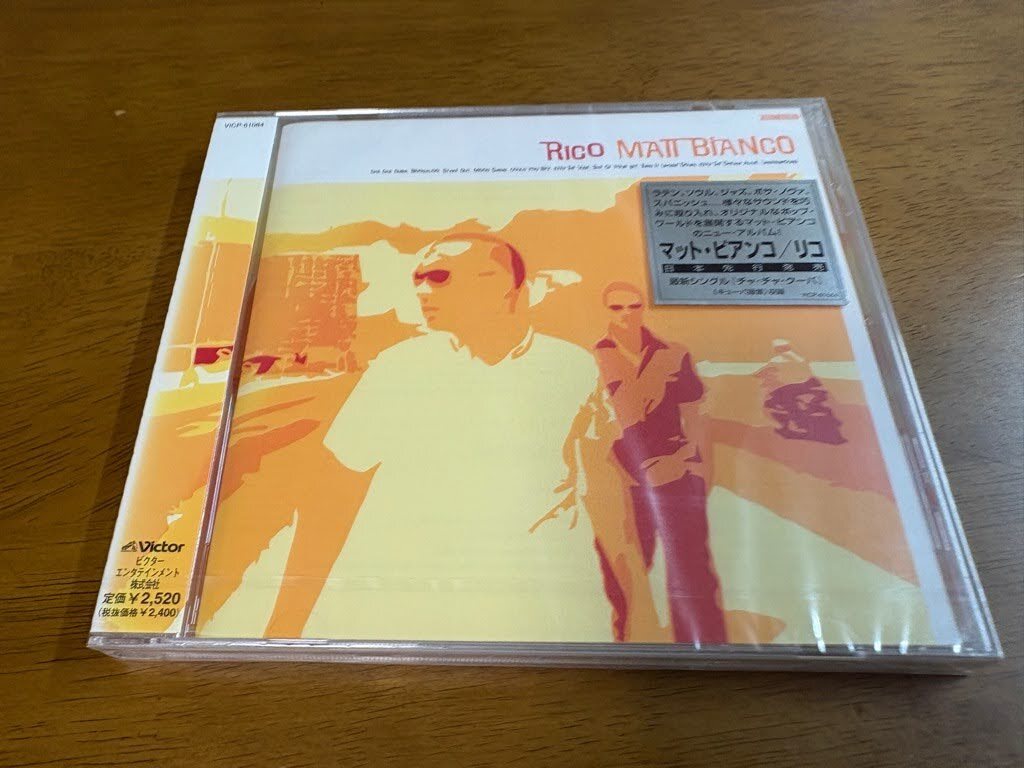 VICP-61064
RICO MATT BIANCO
ラテン、ソウル、ジャズ、ボサ・ノヴァ、
スパニッシュ……様々なサウンドを巧
みに取り入れ、オリジナルなポップ・
ワールドを展開するマット・ビアンコ
のニュー・アルバム!
マット・ビアンコ/リコ
日本先行発売
最新シングル《チャ・チャ・クーバ》
収録
VICP-61064
Victor
ビクター
エンタテインメント
株式会社
定価¥2,520
(税抜価格¥2,400)